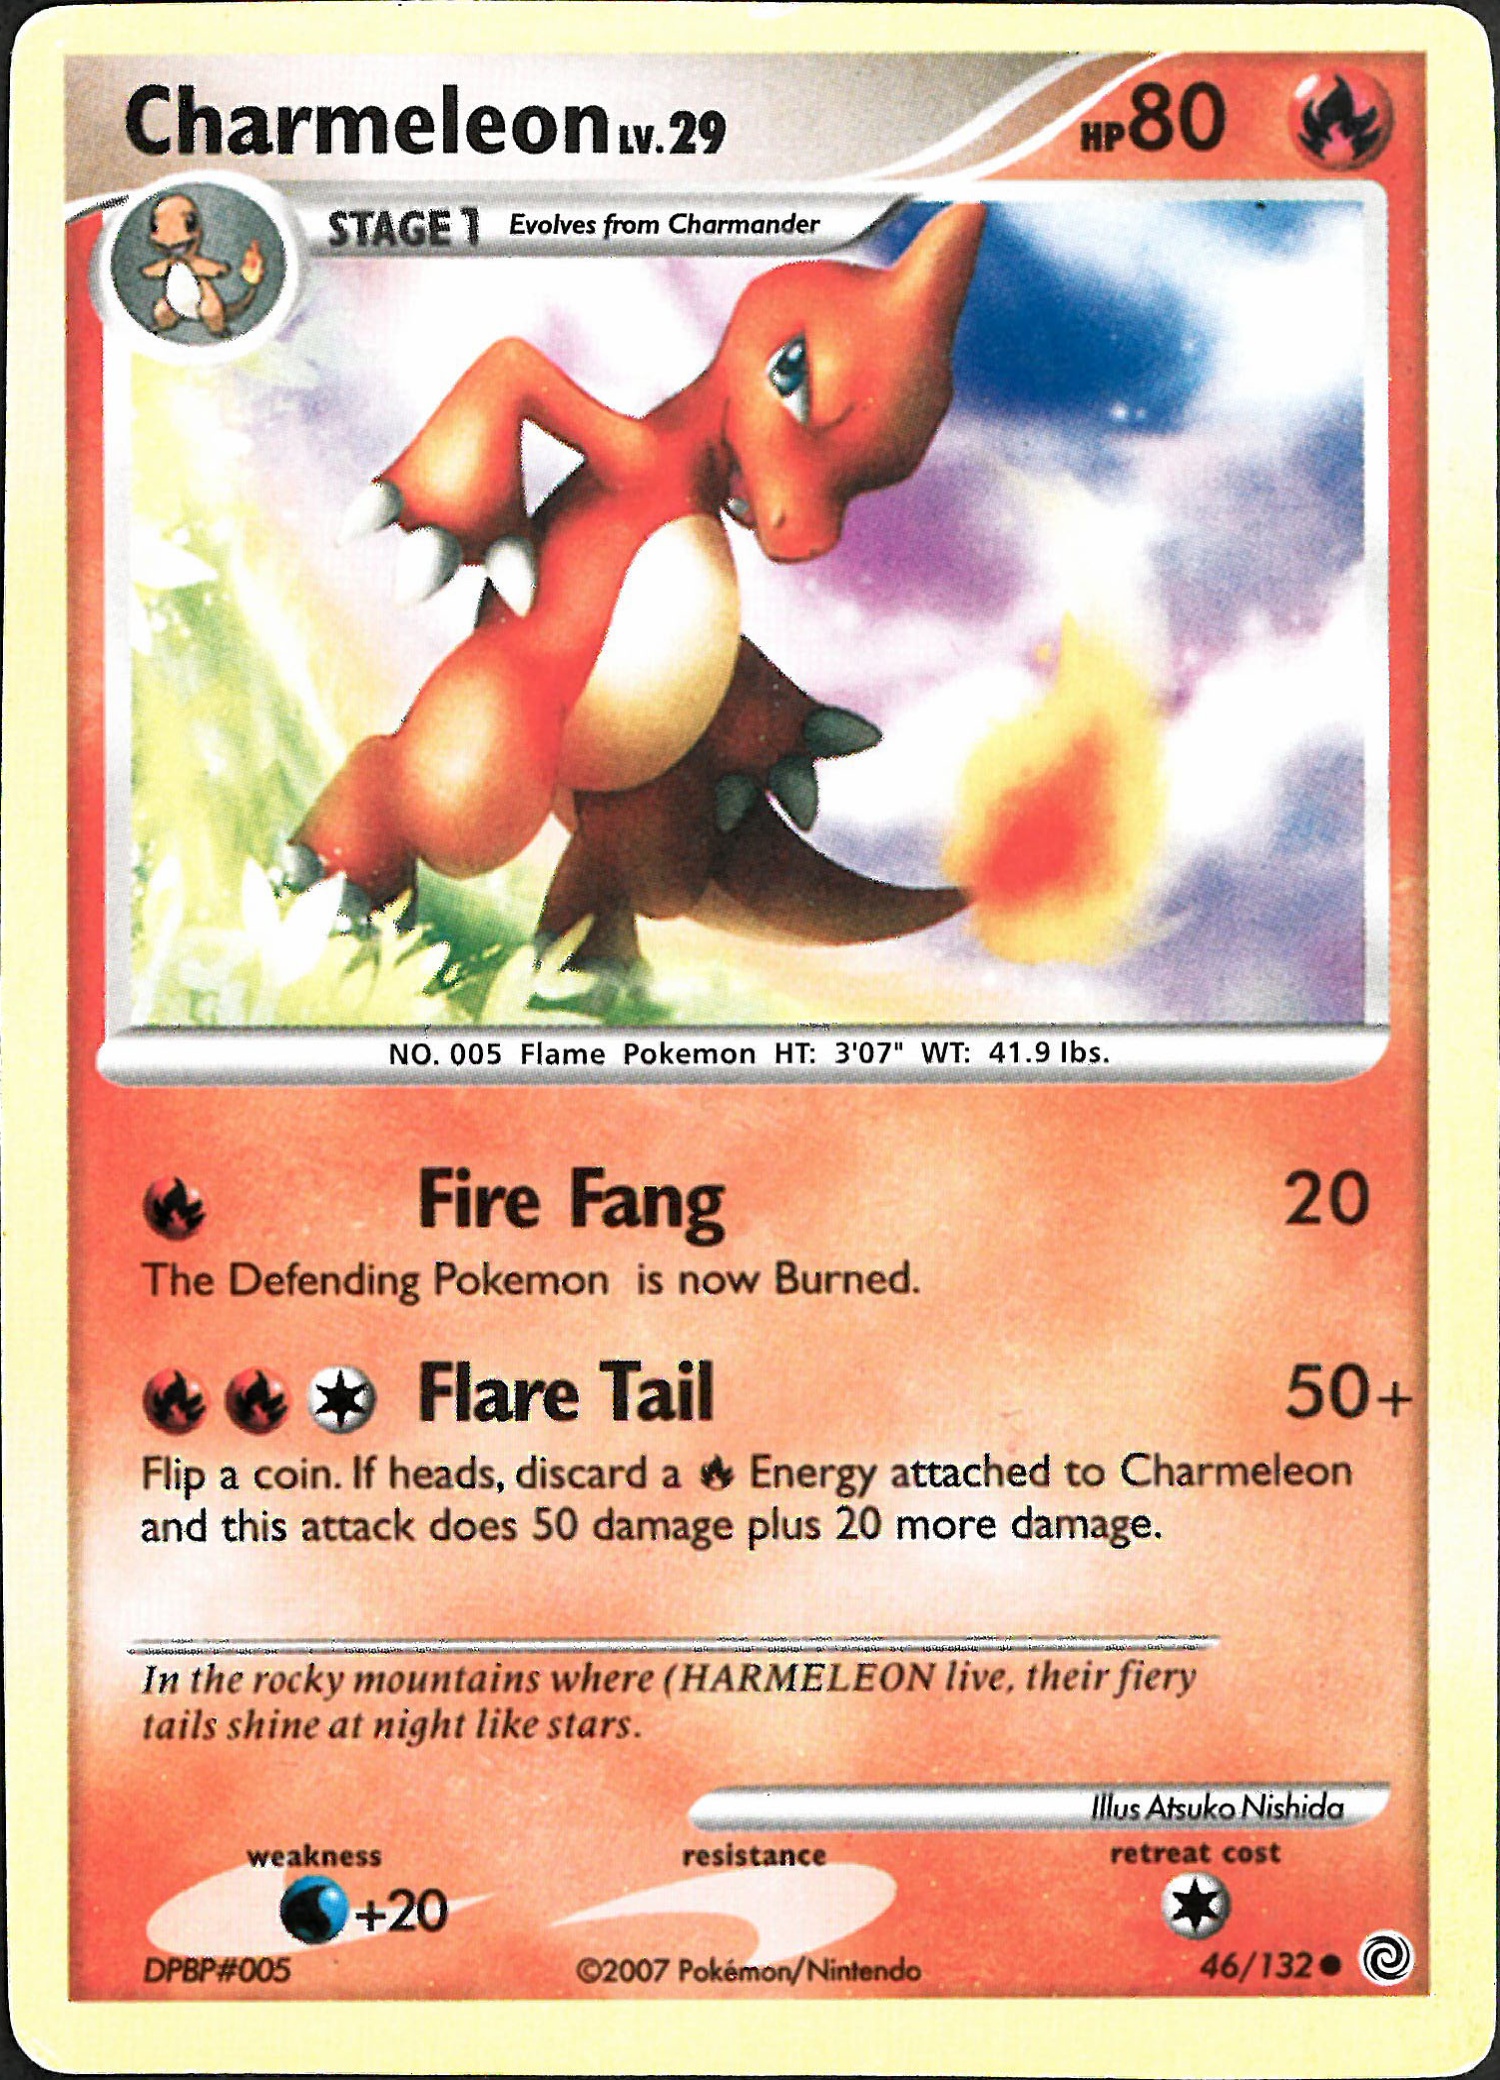 Charmeleon LV.29 HP 80
STAGE 1 Evolves from Charmander
NO. 005 Flame Pokemon HT: 3'07" WT: 41.9 lbs.
Fire Fang 20
The Defending Pokemon is now Burned.
Flare Tail 50+
Flip a coin. If heads, discard a Energy attached to Charmeleon
and this attack does 50 damage plus 20 more damage.
In the rocky mountains where (HARMELEON live, their fiery
tails shine at night like stars.
Illus Atsuko Nishida
weakness resistance retreat cost
+20
DPBP#005 ©2007 Pokémon/Nintendo 46/132